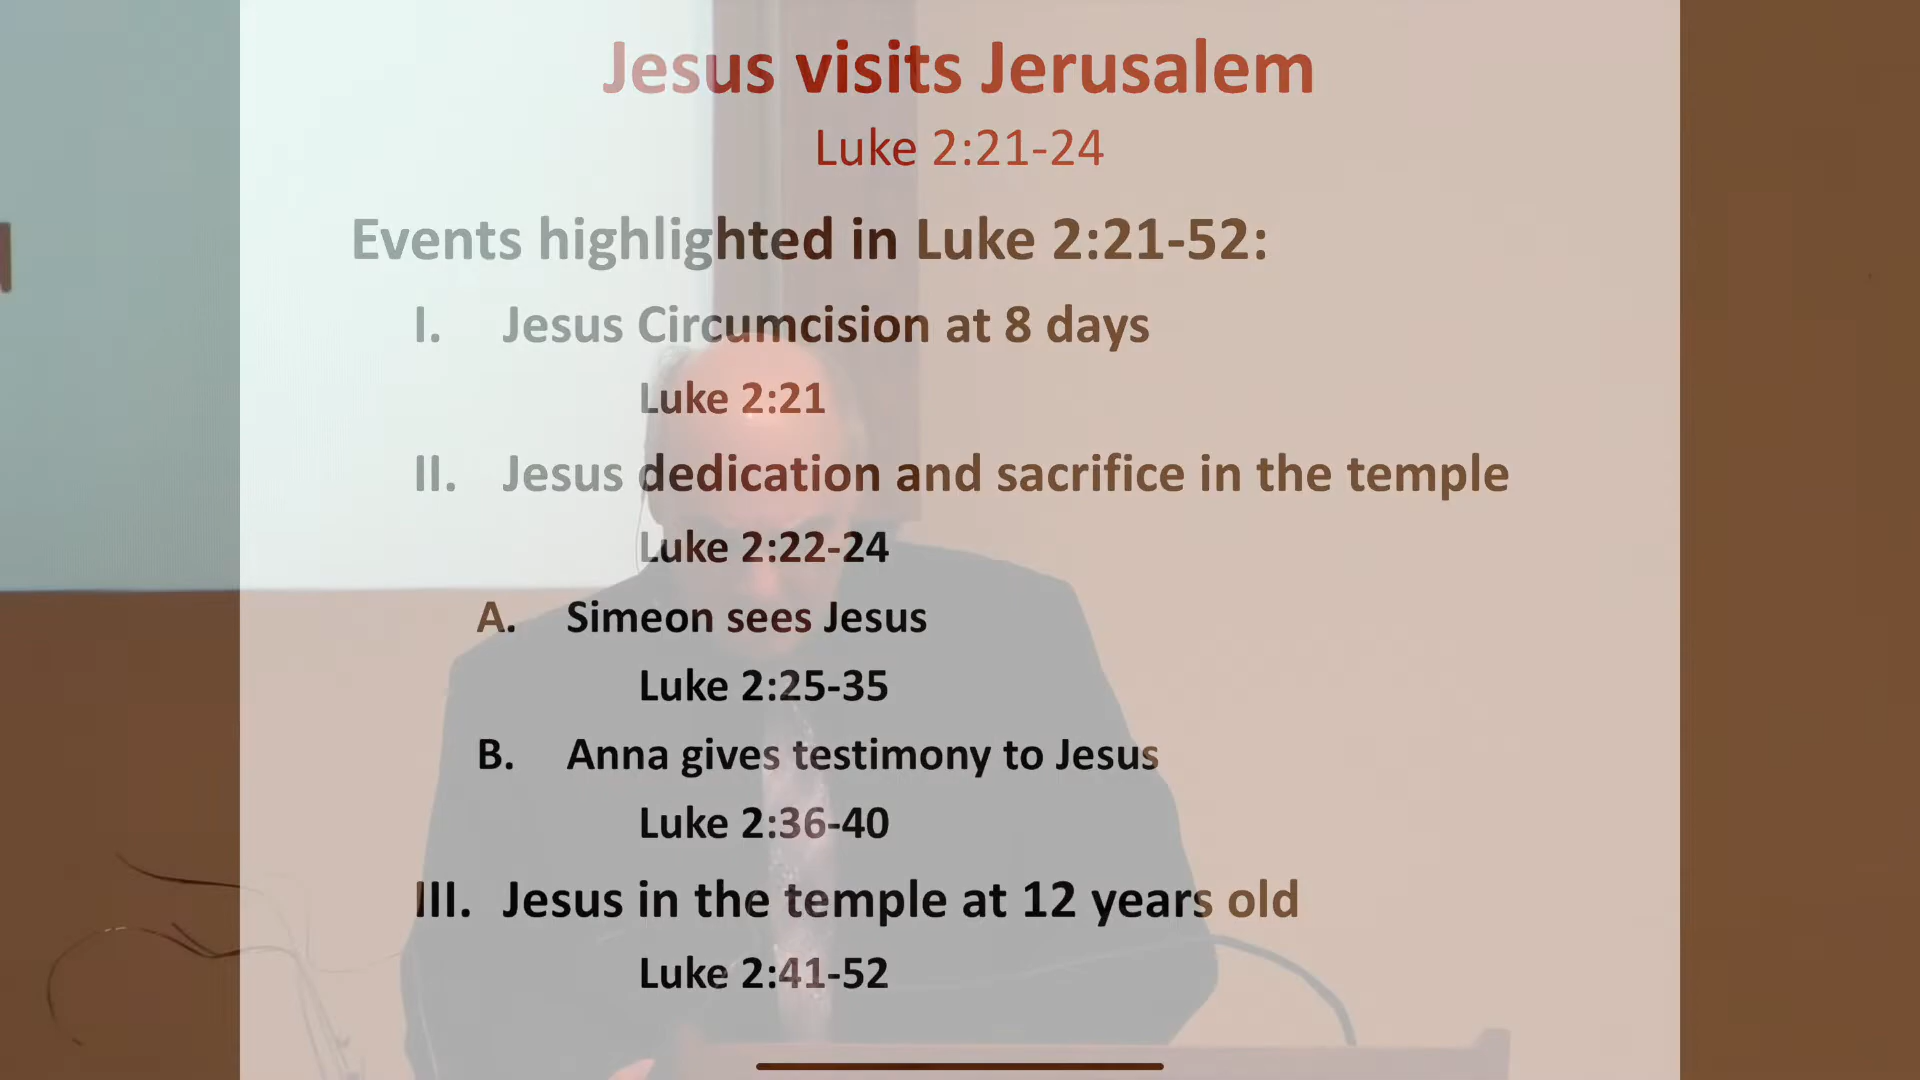 Jesus visits Jerusalem
Luke 2:21-24
Events highlighted in Luke 2:21-52:
I. Jesus Circumcision at 8 days
Luke 2:21
II. Jesus dedication and sacrifice in the temple
Luke 2:22-24
A. Simeon sees Jesus
Luke 2:25-35
B. Anna gives testimony to Jesus
Luke 2:36-40
III. Jesus in the temple at 12 years old
Luke 2:41-52